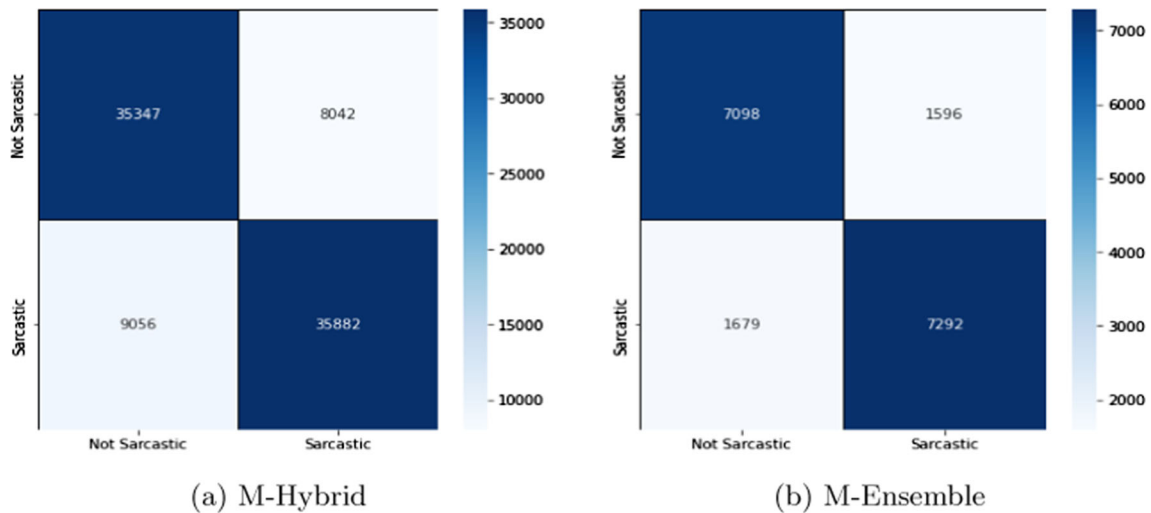 Not Sarcastic
35347
8042
Sarcastic
9056
35882
Not Sarcastic
Sarcastic
35000
30000
25000
20000
15000
10000
(a) M-Hybrid
Not Sarcastic
7098
1596
Sarcastic
1679
7292
Not Sarcastic
Sarcastic
7000
6000
5000
4000
3000
2000
(b) M-Ensemble